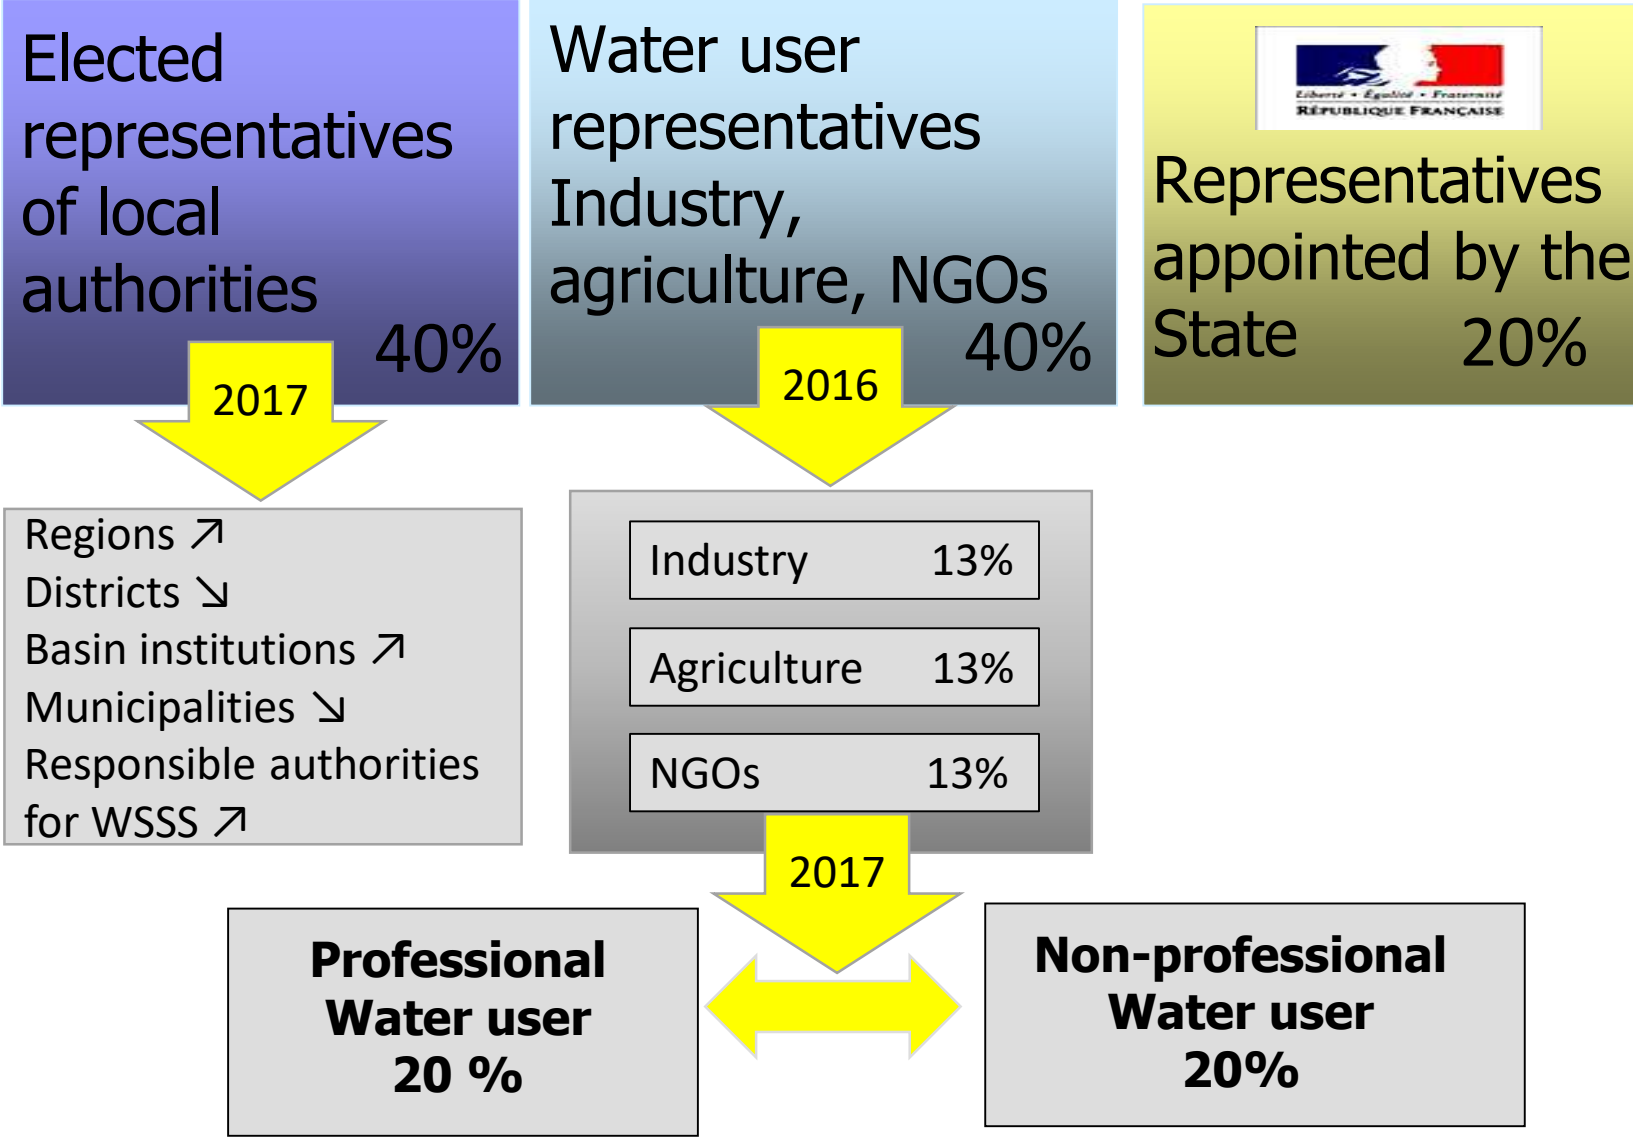 Elected
representatives
of local
authorities
40%
Water user
representatives
Industry,
agriculture, NGOs
40%
Liberté • Égalité • Fraternité
RÉPUBLIQUE FRANÇAISE
Representatives
appointed by the
State 20%
2017
2016
Regions ↗
Districts ↘
Basin institutions ↗
Municipalities ↘
Responsible authorities
for WSSS ↗
Industry 13%
Agriculture 13%
NGOs 13%
2017
Professional
Water user
20 %
Non-professional
Water user
20%